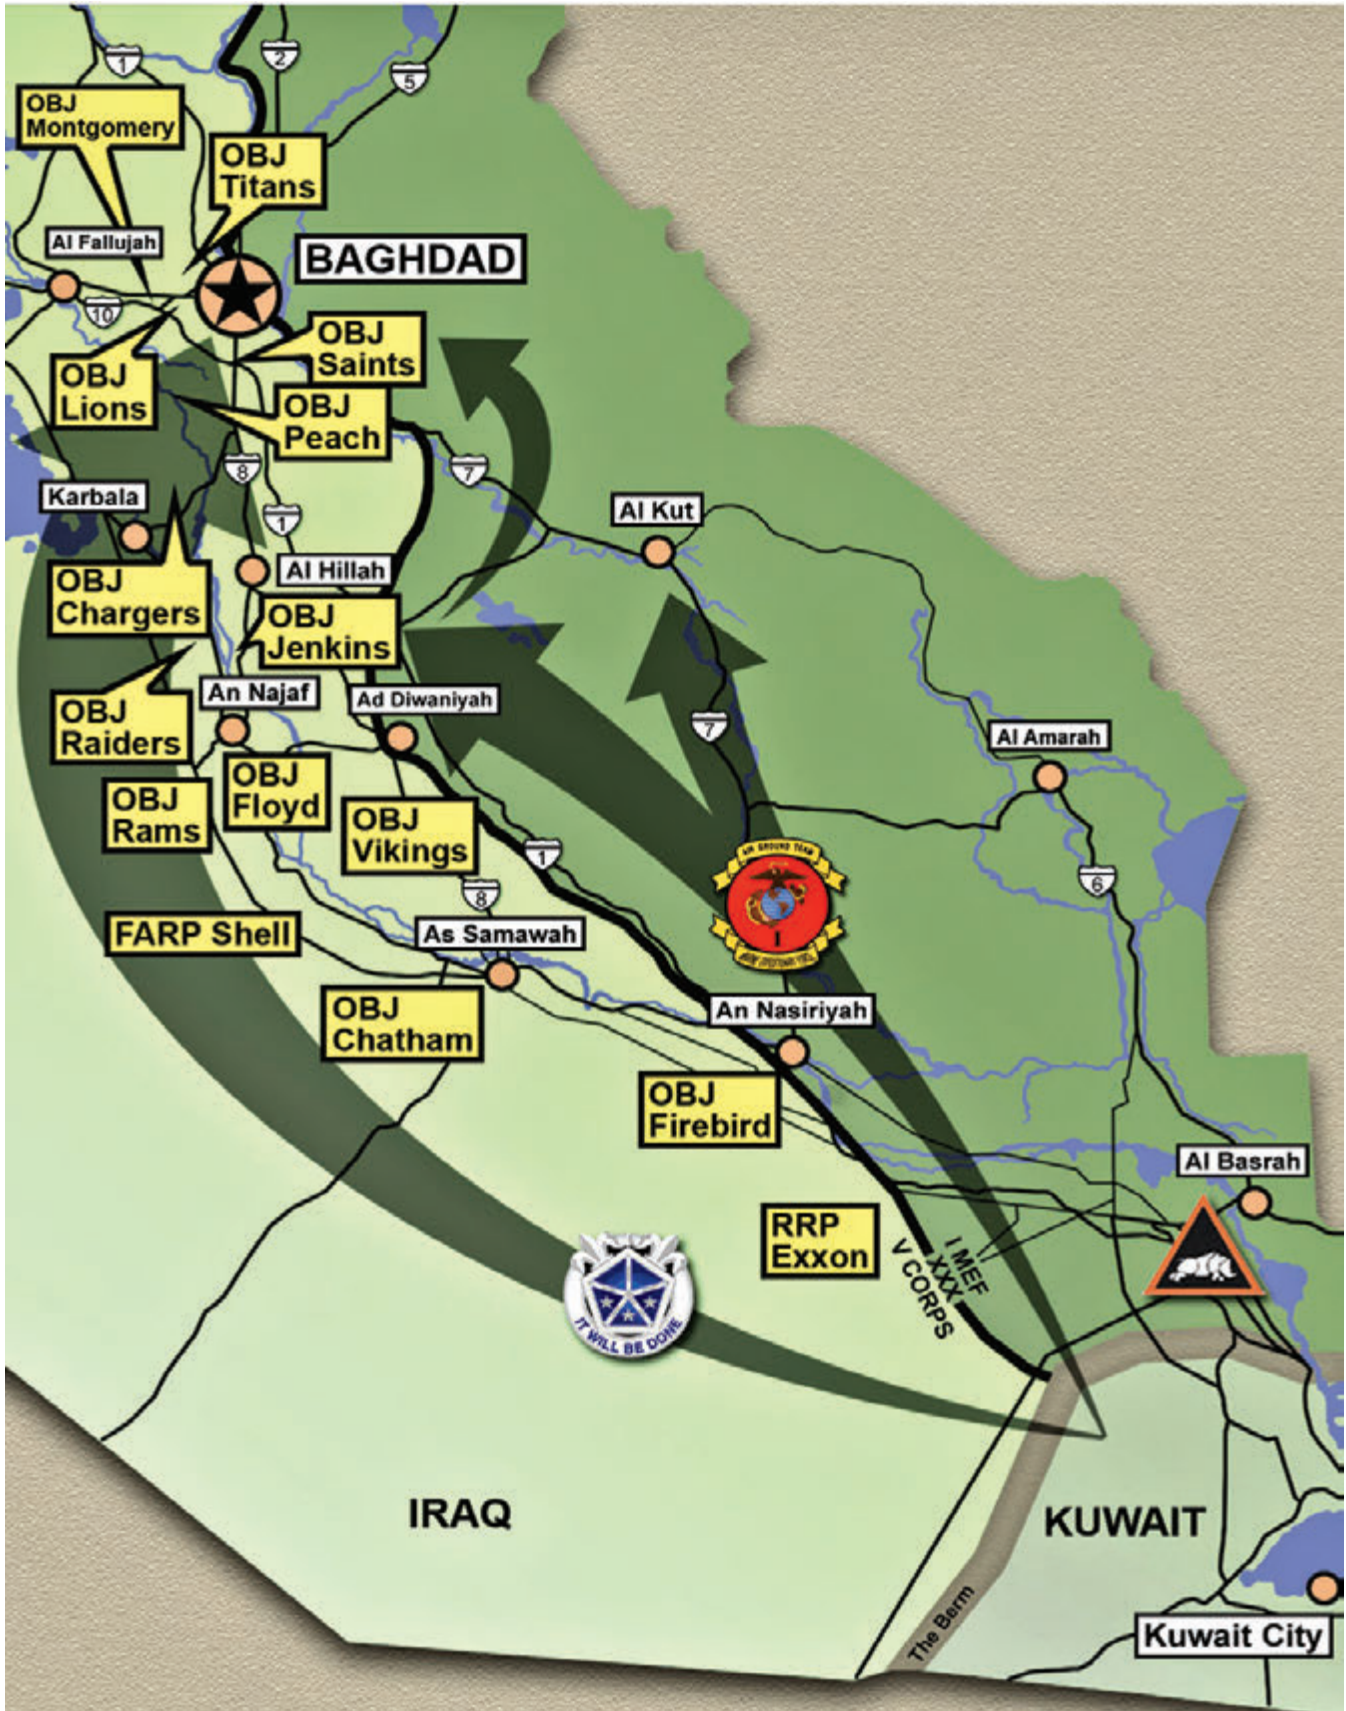 1
2
5
OBJ
Montgomery
OBJ
Titans
Al Fallujah
BAGHDAD
10
OBJ
Saints
OBJ
Lions
OBJ
Peach
8
7
Karbala
1
Al Kut
OBJ
Chargers
Al Hillah
OBJ
Jenkins
An Najaf
Ad Diwaniyah
OBJ
Raiders
7
Al Amarah
OBJ
Rams
OBJ
Floyd
OBJ
Vikings
1
AIR GROUND TEAM
6
8
I
FARP Shell
As Samawah
OBJ
Chatham
An Nasiriyah
OBJ
Firebird
Al Basrah
RRP
Exxon
I MEF
XXX
V CORPS
IT WILL BE DONE
IRAQ
KUWAIT
The Berm
Kuwait City